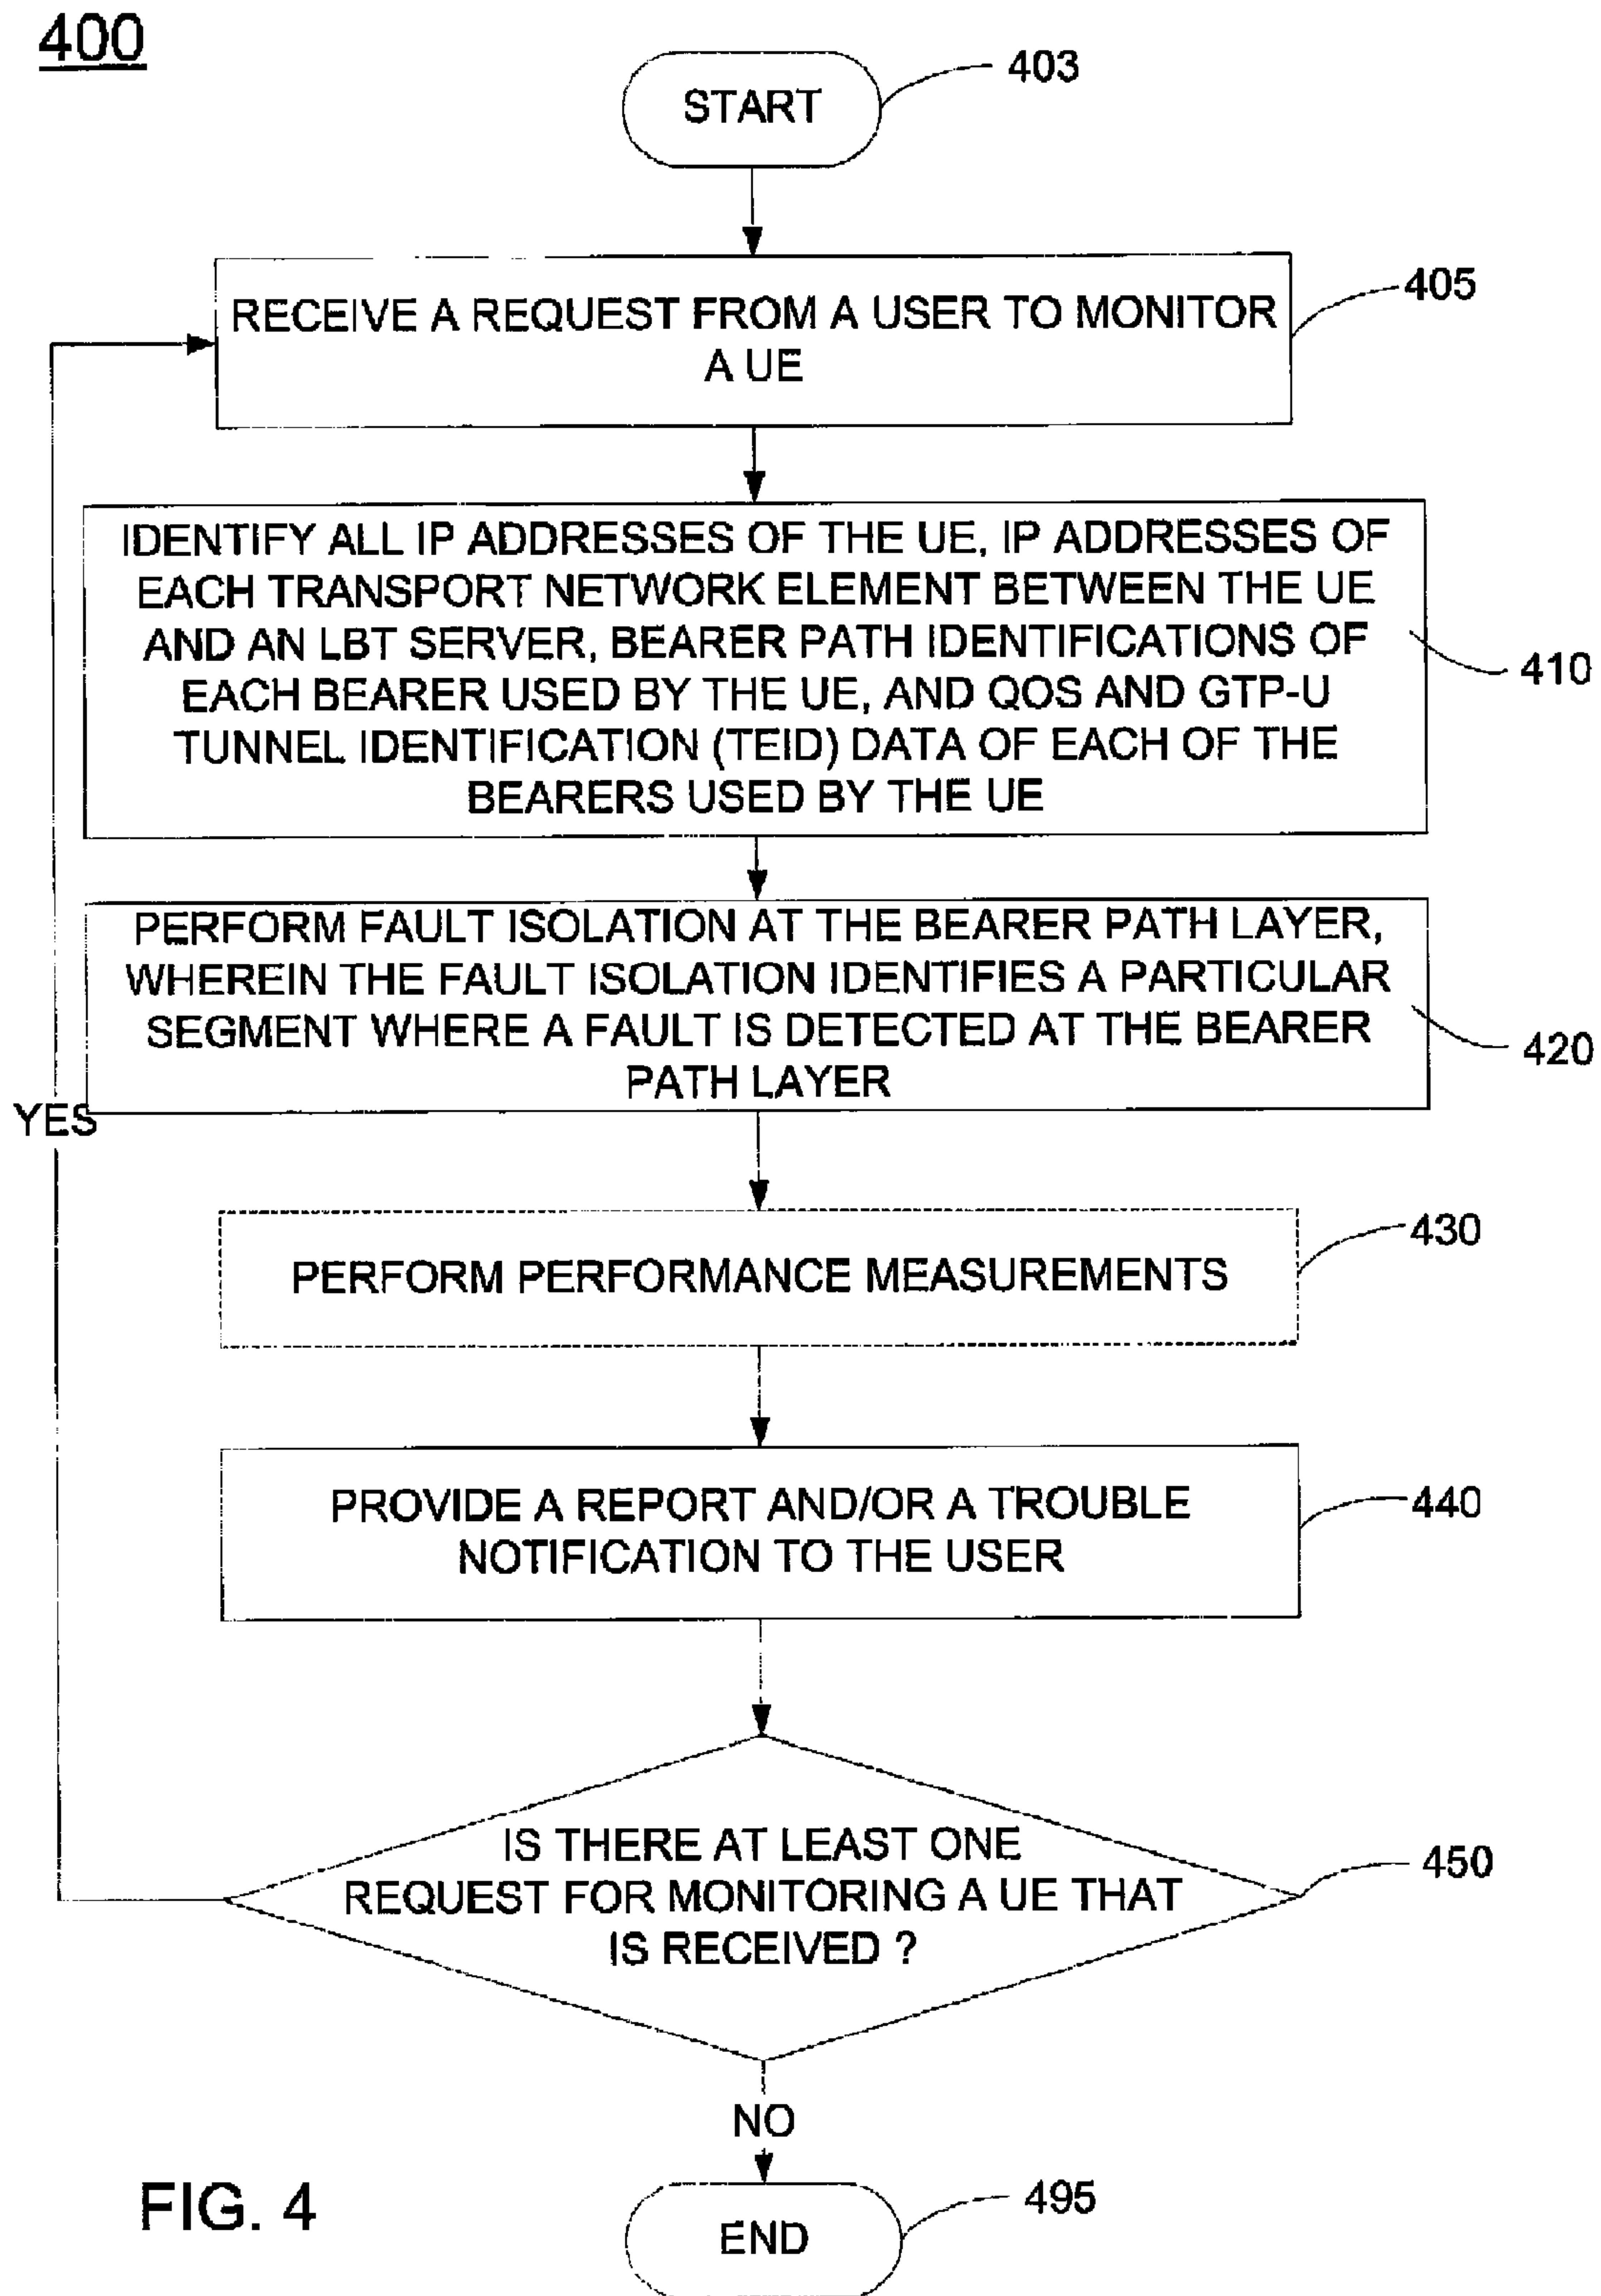 400
START
403
RECEIVE A REQUEST FROM A USER TO MONITOR
A UE
405
IDENTIFY ALL IP ADDRESSES OF THE UE, IP ADDRESSES OF
EACH TRANSPORT NETWORK ELEMENT BETWEEN THE UE
AND AN LBT SERVER, BEARER PATH IDENTIFICATIONS OF
EACH BEARER USED BY THE UE, AND QOS AND GTP-U
TUNNEL IDENTIFICATION (TEID) DATA OF EACH OF THE
BEARERS USED BY THE UE
410
PERFORM FAULT ISOLATION AT THE BEARER PATH LAYER,
WHEREIN THE FAULT ISOLATION IDENTIFIES A PARTICULAR
SEGMENT WHERE A FAULT IS DETECTED AT THE BEARER
PATH LAYER
420
YES
PERFORM PERFORMANCE MEASUREMENTS
430
PROVIDE A REPORT AND/OR A TROUBLE
NOTIFICATION TO THE USER
440
IS THERE AT LEAST ONE
REQUEST FOR MONITORING A UE THAT
IS RECEIVED ?
450
NO
END
495
FIG. 4